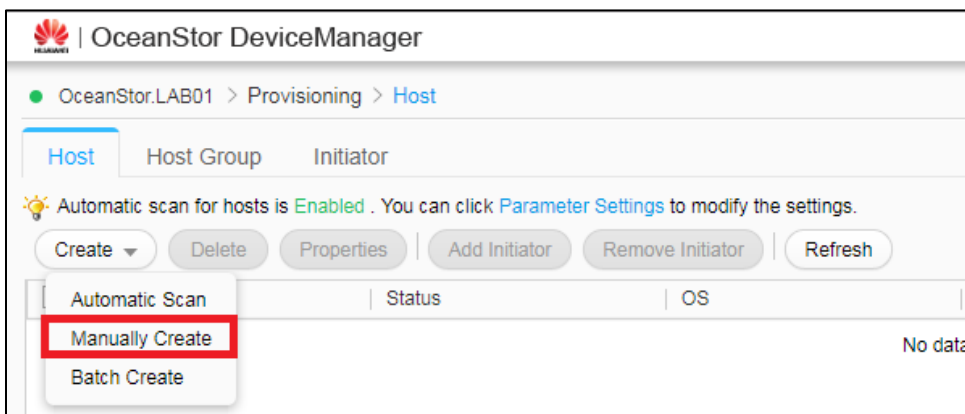 HUAWEI | OceanStor DeviceManager
OceanStor.LAB01 > Provisioning > Host
Host Host Group Initiator
Automatic scan for hosts is Enabled . You can click Parameter Settings to modify the settings.
Create Delete Properties Add Initiator Remove Initiator Refresh
Status OS
Automatic Scan
Manually Create
No data
Batch Create